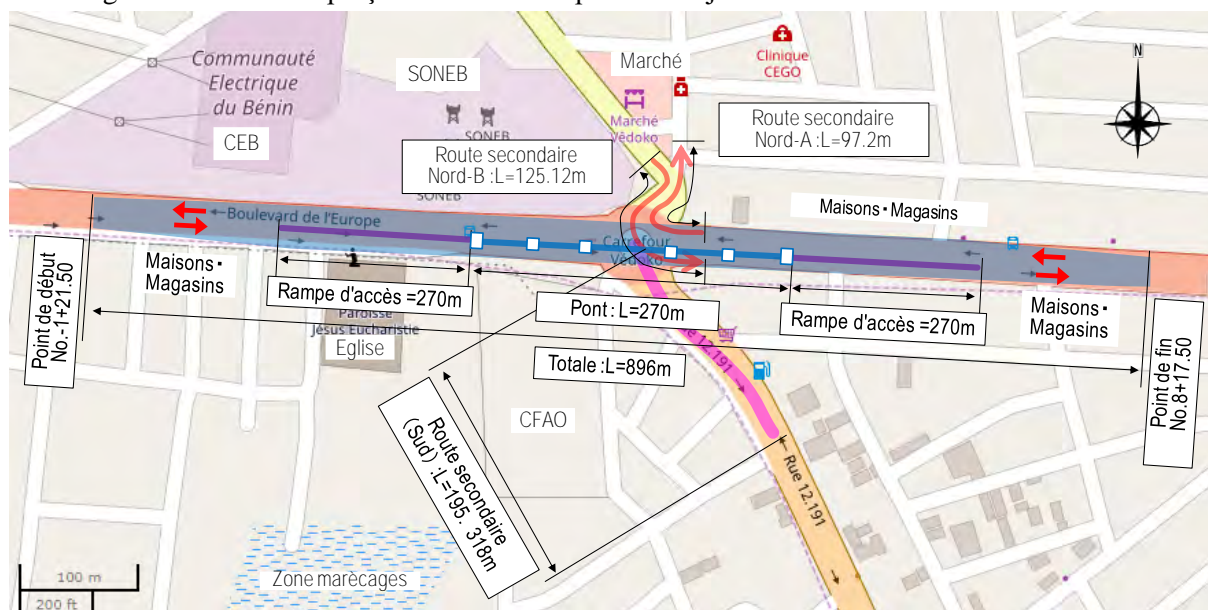 Communauté
Electrique
du Bénin
CEB
SONEB
SONEB
SONEB
Marché
Marché
Vêdoko
Clinique
CEGO
N
Route secondaire
Nord-A :L=97.2m
Route secondaire
Nord-B :L=125.12m
Boulevard de l'Europe
Maisons・Magasins
Carrefour
Vêdoko
Maisons・
Magasins
Rampe d'accès =270m
Pont : L=270m
Rampe d'accès =270m
Maisons・
Magasins
Point de début
No.-1+21.50
Point de fin
No.8+17.50
Paroisse
Jésus Eucharistie
Eglise
Totale :L=896m
12.191
CFAO
Route secondaire
(Sud) :L=195. 318m
Rue 12.191
Zone marècages
100 m
200 ft